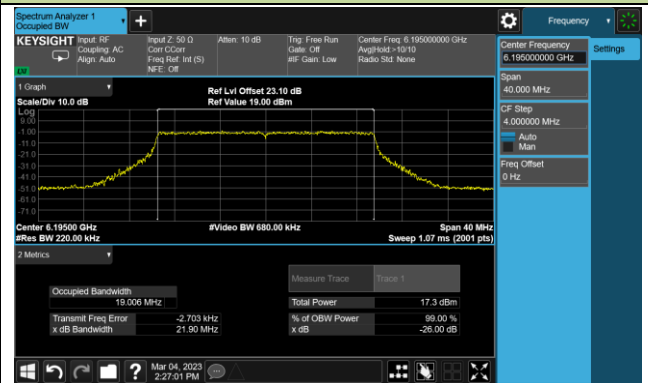 Spectrum Analyzer 1
Occupied BW
Frequency
KEYSIGHT
Input: RF
Coupling: AC
Align: Auto
Input Z: 50 Ω
Corr CCorr
Freq Ref: Int (S)
NFE: Off
Atten: 10 dB
Trig: Free Run
Gate: Off
#IF Gain: Low
Center Freq: 6.195000000 GHz
Avg|Hold:>10/10
Radio Std: None
Center Frequency
6.195000000 GHz
Settings
Span
40.000 MHz
CF Step
4.000000 MHz
Auto
Man
Freq Offset
0 Hz
1 Graph
Scale/Div 10.0 dB
Ref Lvl Offset 23.10 dB
Ref Value 19.00 dBm
Log
9.00
-1.00
-11.0
-21.0
-31.0
-41.0
-51.0
-61.0
-71.0
Center 6.19500 GHz
#Res BW 220.00 kHz
#Video BW 680.00 kHz
Span 40 MHz
Sweep 1.07 ms (2001 pts)
2 Metrics
Measure Trace
Trace 1
Occupied Bandwidth
19.006 MHz
Total Power
17.3 dBm
Transmit Freq Error
-2.703 kHz
% of OBW Power
99.00 %
x dB Bandwidth
21.90 MHz
x dB
-26.00 dB
Mar 04, 2023
2:27:01 PM